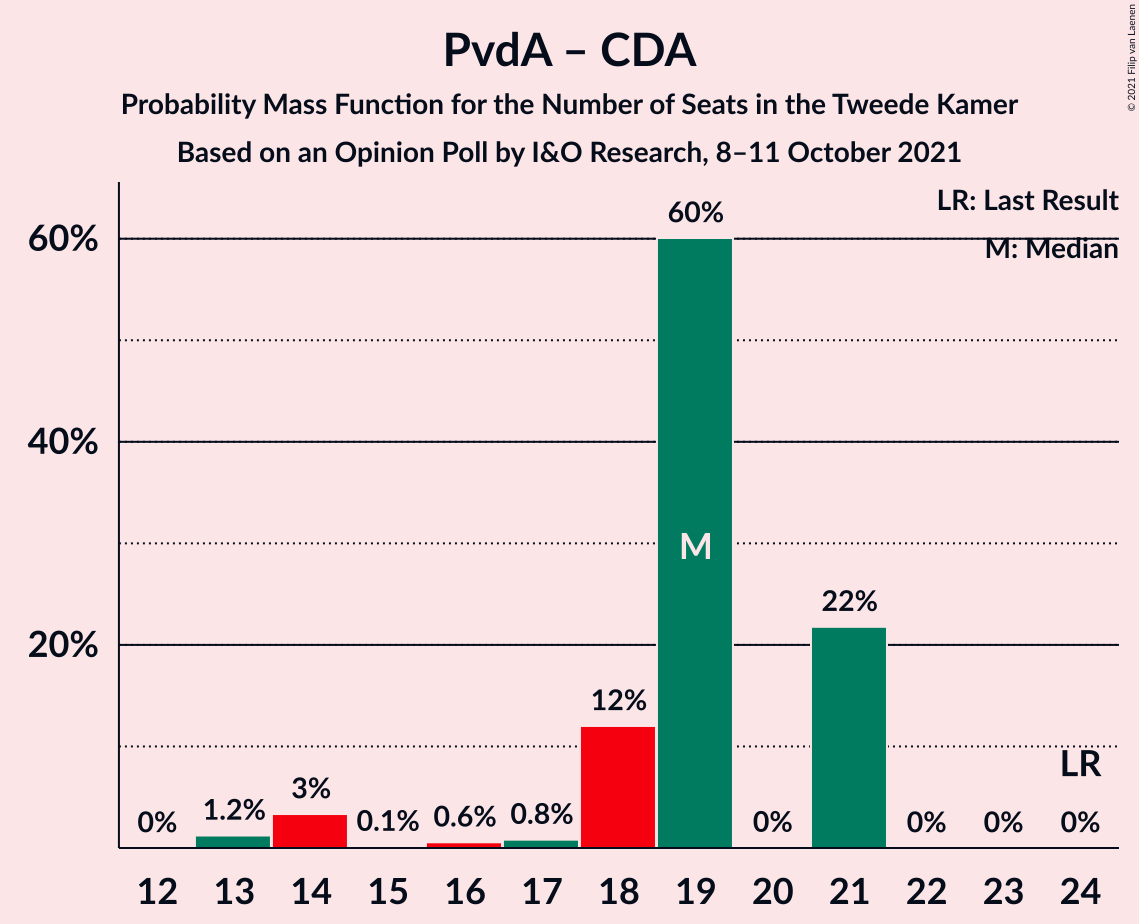 PvdA – CDA
Probability Mass Function for the Number of Seats in the Tweede Kamer
Based on an Opinion Poll by I&O Research, 8–11 October 2021
© 2021 Filip van Laenen
LR: Last Result
M: Median
60%
40%
20%
0%
1.2%
3%
0.1%
0.6%
0.8%
12%
60%
M
0%
22%
0%
0%
LR
0%
12 13 14 15 16 17 18 19 20 21 22 23 24